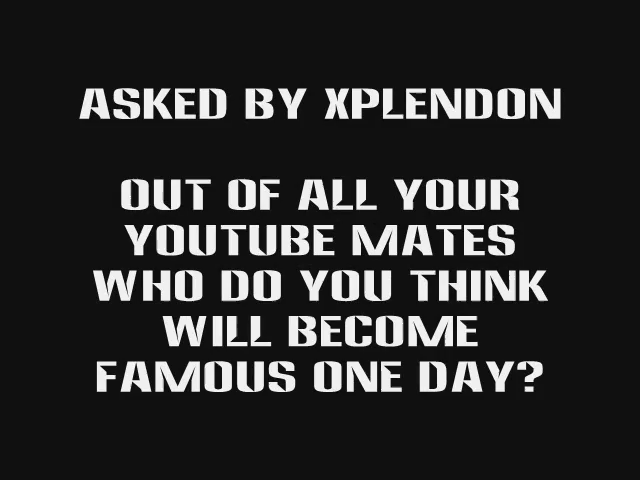 ASKED BY XPLENDON
OUT OF ALL YOUR
YOUTUBE MATES
WHO DO YOU THINK
WILL BECOME
FAMOUS ONE DAY?